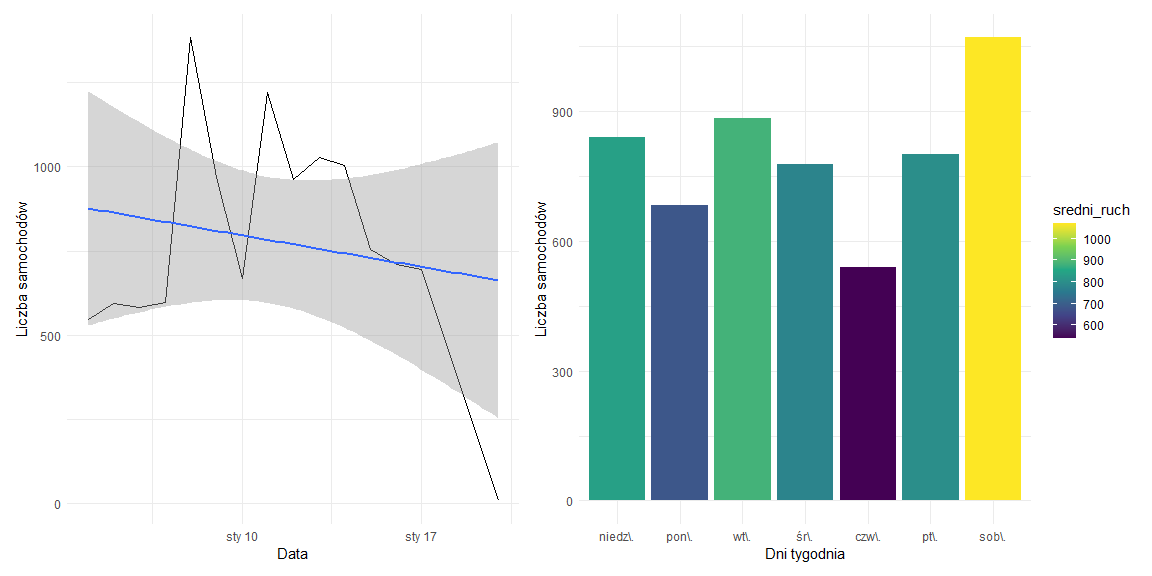 Liczba samochodów
1000
500
0
sty 10
sty 17
Data
Liczba samochodów
900
600
300
0
niedz\.
pon\.
wt\.
śr\.
czw\.
pt\.
sob\.
Dni tygodnia
sredni_ruch
1000
900
800
700
600